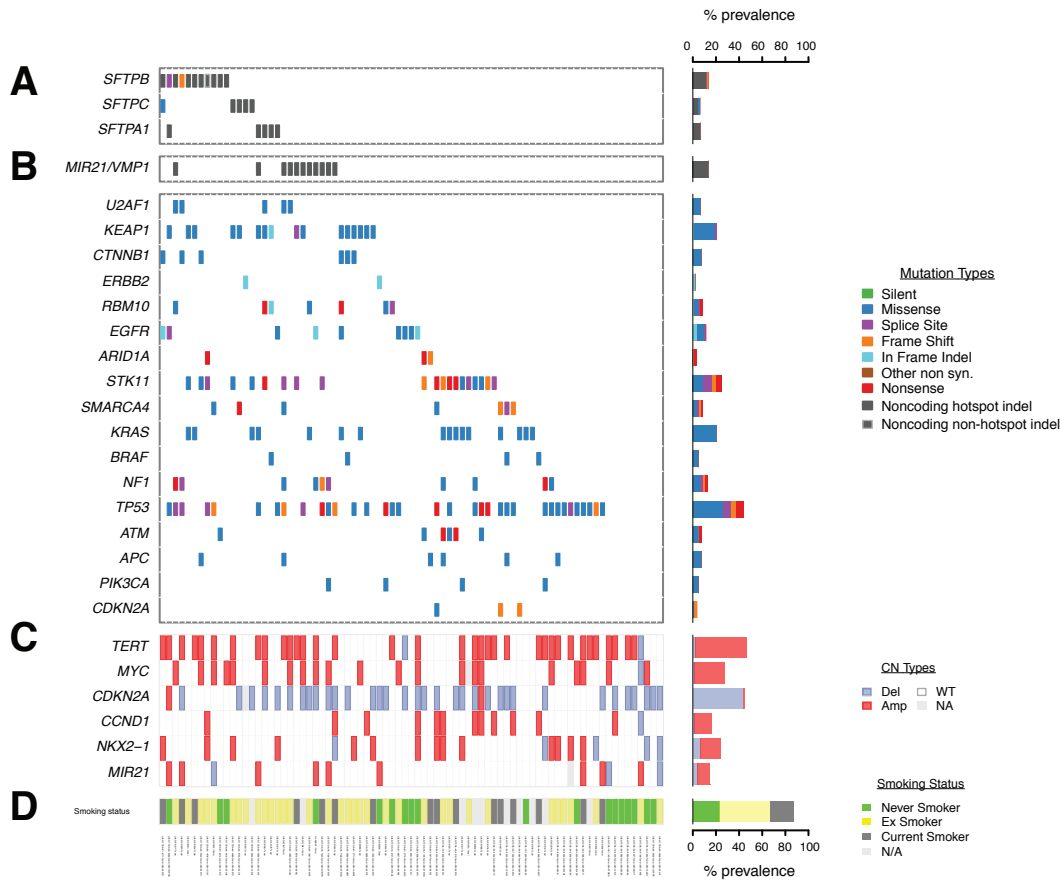 % prevalence
0 20 40 60 80 100
A
SFTPB
SFTPC
SFTPA1
B
MIR21/VMP1
U2AF1
KEAP1
CTNNB1
ERBB2
RBM10
EGFR
ARID1A
STK11
SMARCA4
KRAS
BRAF
NF1
TP53
ATM
APC
PIK3CA
CDKN2A
Mutation Types
Silent
Missense
Splice Site
Frame Shift
In Frame Indel
Other non syn.
Nonsense
Noncoding hotspot indel
Noncoding non-hotspot indel
C
TERT
MYC
CDKN2A
CCND1
NKX2−1
MIR21
CN Types
Del WT
Amp NA
D
Smoking status
Smoking Status
Never Smoker
Ex Smoker
Current Smoker
N/A
0 20 40 60 80 100
% prevalence